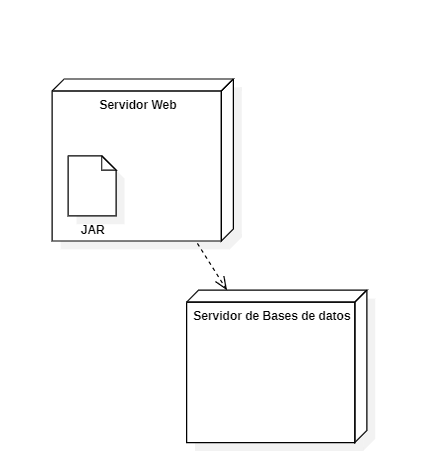 Servidor Web
JAR
Servidor de Bases de datos